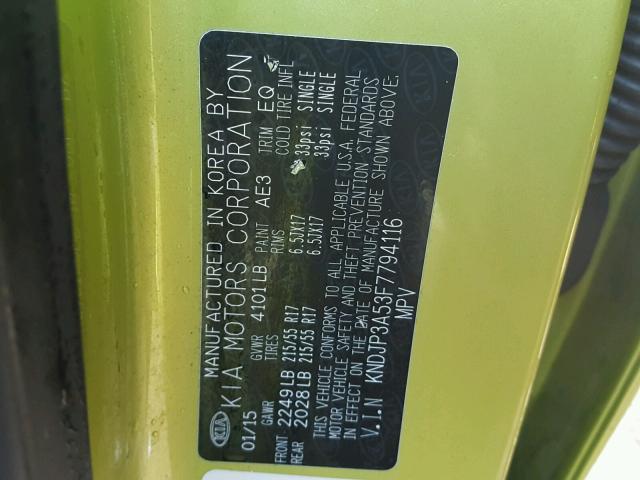 MANUFACTURED IN KOREA BY
KIA KIA MOTORS CORPORATION
01/15 GVWR 4101LB PAINT AE3 TRIM EQ
GAWR TIRES RIMS COLD TIRE INFL
FRONT 2249LB 215/55 R17 6.5JX17 33psi SINGLE
REAR 2028LB 215/55 R17 6.5JX17 33psi SINGLE
THIS VEHICLE CONFORMS TO ALL APPLICABLE U.S.A. FEDERAL
MOTOR VEHICLE SAFETY AND THEFT PREVENTION STANDARDS
IN EFFECT ON THE DATE OF MANUFACTURE SHOWN ABOVE.
V.I.N KNDJP3A53F7794116
MPV